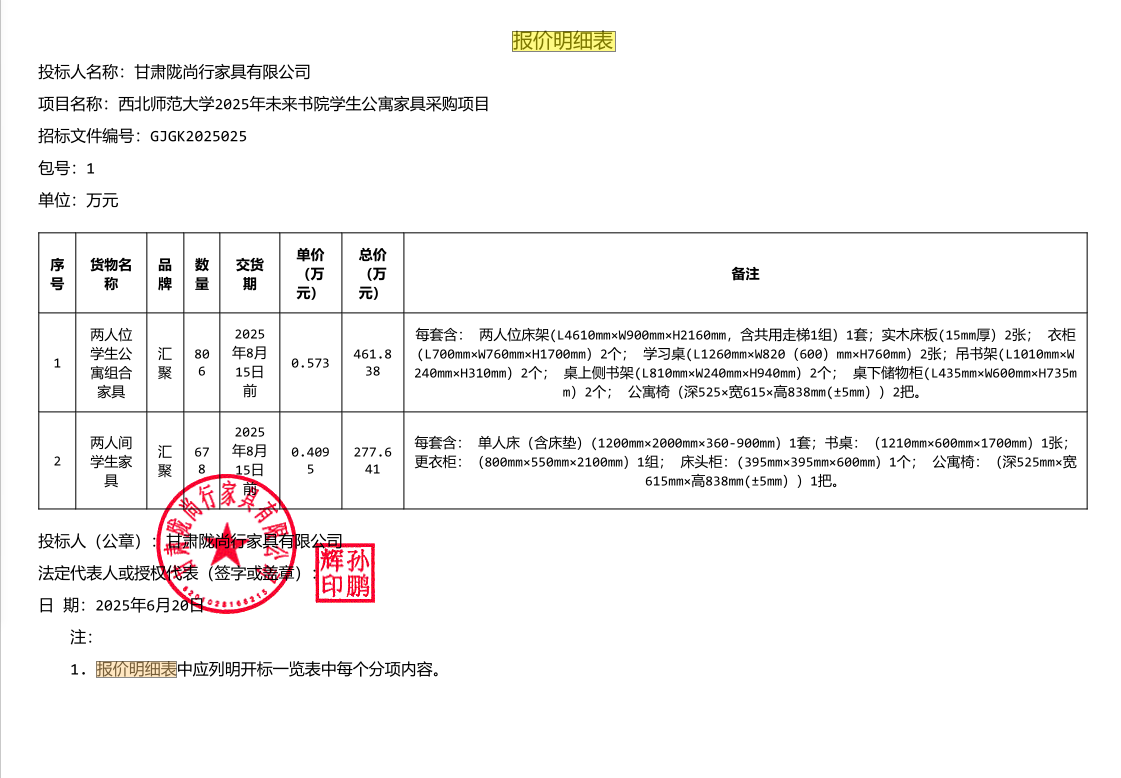 报价明细表
投标人名称: 甘肃陇尚行家具有限公司
项目名称: 西北师范大学2025年未来书院学生公寓家具采购项目
招标文件编号: GJGK2025025
包号: 1
单位: 万元
序号 货物名称 品牌 数量 交货期 单价（万元） 总价（万元） 备注
1 两人位学生公寓组合家具 汇聚 806 2025年8月15日前 0.573 461.838 每套含: 两人位床架(L4610mm×W900mm×H2160mm, 含共用走梯1组) 1套; 实木床板(15mm厚) 2张; 衣柜
(L700mm×W760mm×H1700mm) 2个; 学习桌(L1260mm×W820（600）mm×H760mm) 2张; 吊书架(L1010mm×W
240mm×H310mm) 2个; 桌上侧书架(L810mm×W240mm×H940mm) 2个; 桌下储物柜(L435mm×W600mm×H735m
m) 2个; 公寓椅（深525×宽615×高838mm(±5mm)）2把。
2 两人间学生家具 汇聚 678 2025年8月15日前 0.4095 277.641 每套含: 单人床（含床垫）(1200mm×2000mm×360-900mm) 1套; 书桌: （1210mm×600mm×1700mm）1张;
更衣柜: （800mm×550mm×2100mm）1组; 床头柜: (395mm×395mm×600mm) 1个; 公寓椅: （深525mm×宽
615mm×高838mm(±5mm)）1把。
投标人（公章）: 甘肃陇尚行家具有限公司
法定代表人或授权代表（签字或盖章）:
日 期: 2025年6月20日
甘肃陇尚行家具有限公司
孙鹏辉印
注:
1. 报价明细表中应列明开标一览表中每个分项内容。